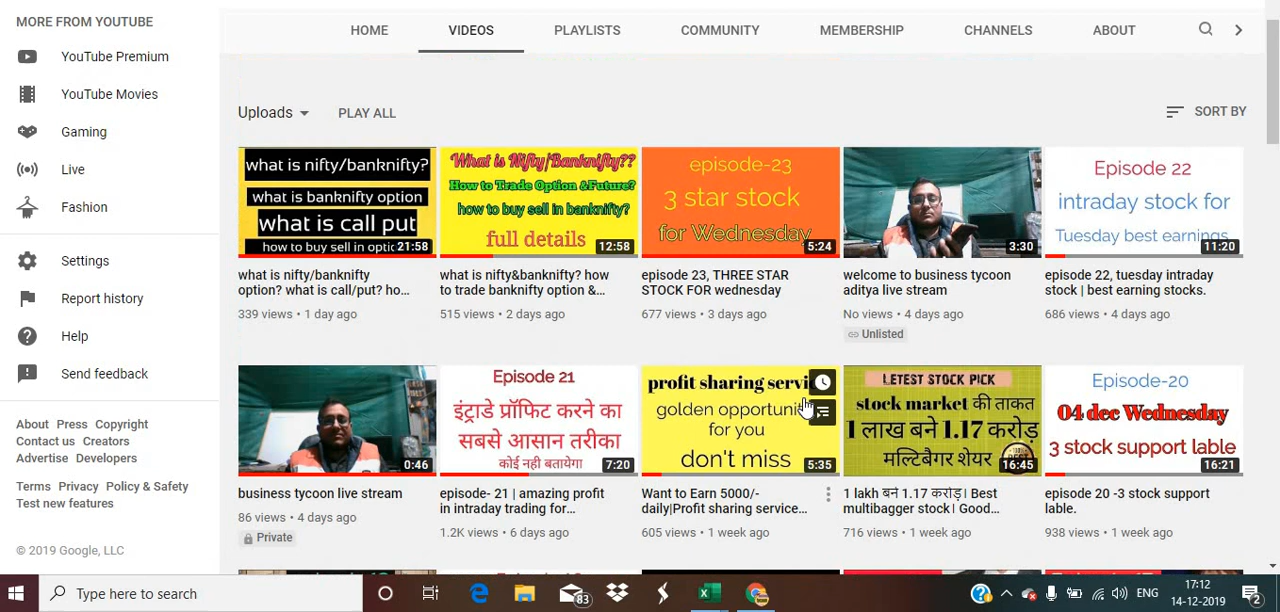 MORE FROM YOUTUBE
YouTube Premium
YouTube Movies
Gaming
Live
Fashion
Settings
Report history
Help
Send feedback
About Press Copyright
Contact us Creators
Advertise Developers
Terms Privacy Policy & Safety
Test new features
© 2019 Google, LLC
HOME VIDEOS PLAYLISTS COMMUNITY MEMBERSHIP CHANNELS ABOUT
Uploads PLAY ALL SORT BY
what is nifty/banknifty?
what is banknifty option
what is call put
how to buy sell in optic
21:58
what is nifty/banknifty
option? what is call/put? ho...
339 views • 1 day ago
What is Nifty/Banknifty??
How to Trade Option &Future?
how to buy sell in banknifty?
full details
12:58
what is nifty&banknifty? how
to trade banknifty option &...
515 views • 2 days ago
episode-23
3 star stock
for Wednesday
5:24
episode 23, THREE STAR
STOCK FOR wednesday
677 views • 3 days ago
3:30
welcome to business tycoon
aditya live stream
No views • 4 days ago
Unlisted
Episode 22
intraday stock for
Tuesday best earnings
11:20
episode 22, tuesday intraday
stock | best earning stocks.
686 views • 4 days ago
0:46
business tycoon live stream
86 views • 4 days ago
Private
Episode 21
इंट्राडे प्रॉफिट करने का
सबसे आसान तरीका
कोई नही बतायेगा
7:20
episode- 21 | amazing profit
in intraday trading for...
1.2K views • 6 days ago
profit sharing servi
golden opportuni
for you
don't miss
5:35
Want to Earn 5000/-
daily|Profit sharing service...
605 views • 1 week ago
LETEST STOCK PICK
stock market की ताकत
1 लाख बने 1.17 करोड़
मल्टिबैगर शेयर
16:45
1 lakh बनें 1.17 करोड़। Best
multibagger stock। Good...
716 views • 1 week ago
Episode-20
04 dec Wednesday
3 stock support lable
16:21
episode 20 -3 stock support
lable.
938 views • 1 week ago
Type here to search
83
ENG
17:12
14-12-2019
2